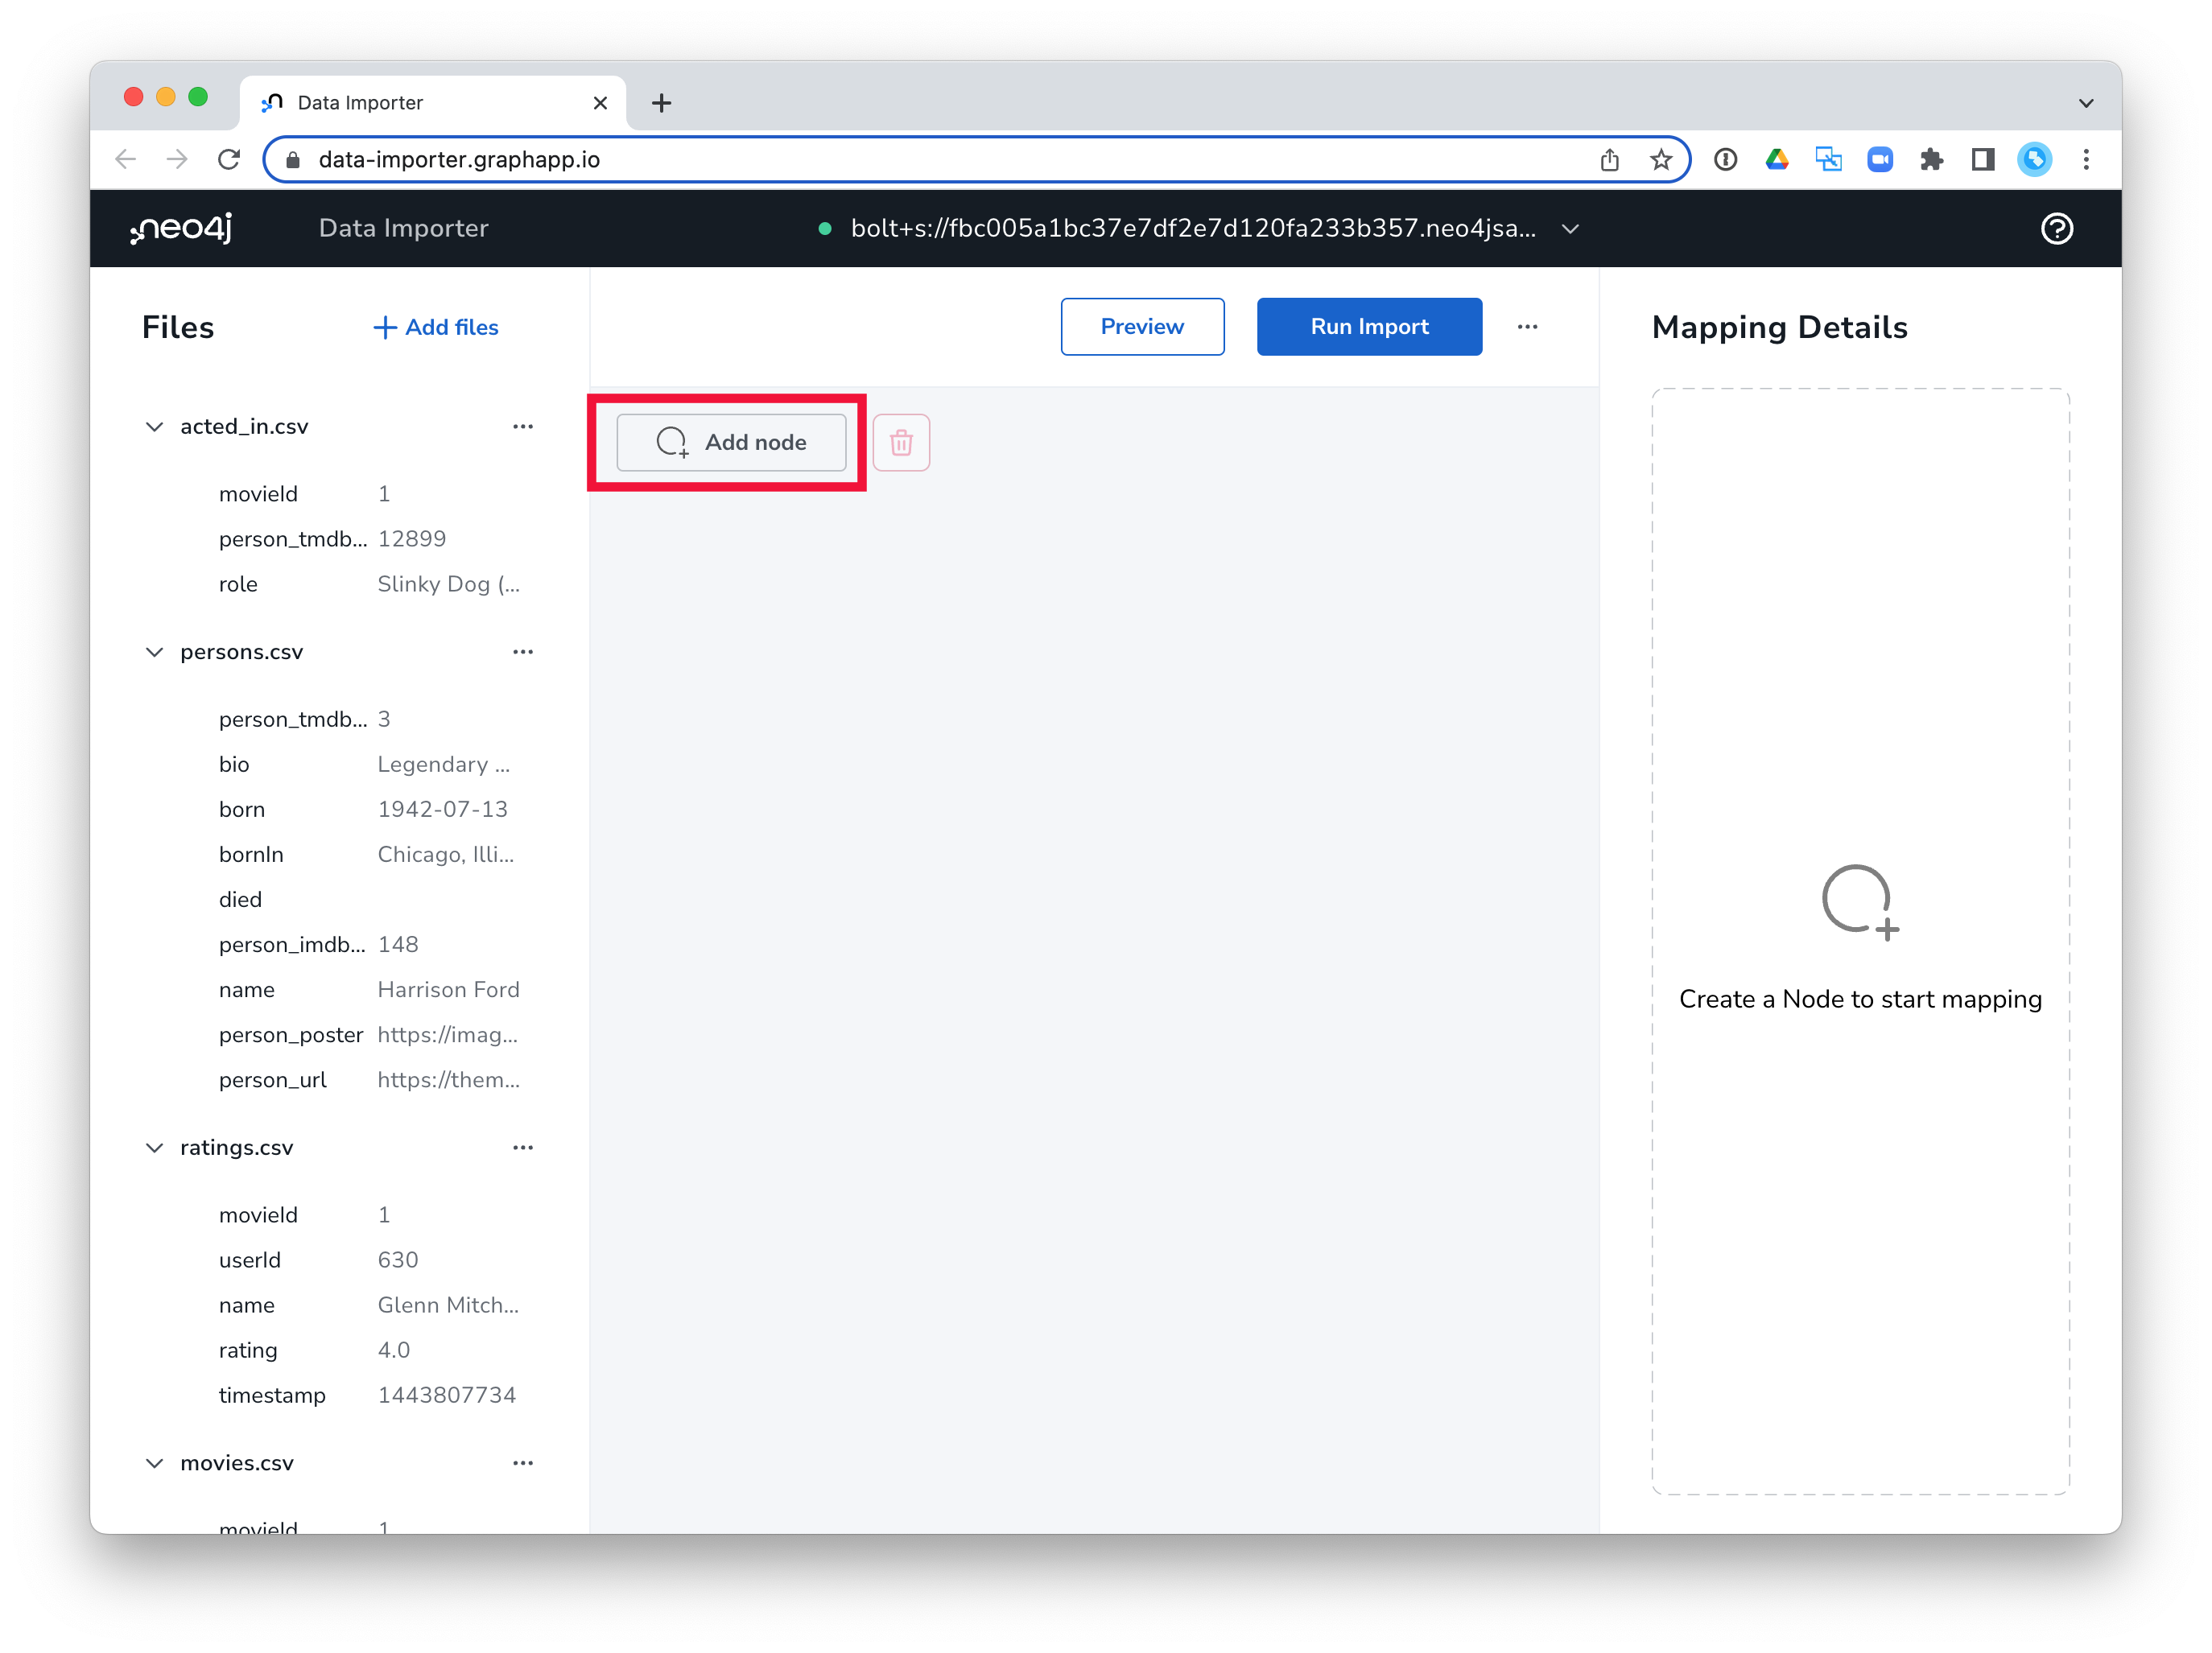 Data Importer
data-importer.graphapp.io
neo4j
Data Importer
bolt+s://fbc005a1bc37e7df2e7d120fa233b357.neo4jsa...
Files
Add files
acted_in.csv
movieId 1
person_tmdb... 12899
role Slinky Dog (...
persons.csv
person_tmdb... 3
bio Legendary ...
born 1942-07-13
bornIn Chicago, Illi...
died
person_imdb... 148
name Harrison Ford
person_poster https://imag...
person_url https://them...
ratings.csv
movieId 1
userId 630
name Glenn Mitch...
rating 4.0
timestamp 1443807734
movies.csv
movieId 1
Preview
Run Import
Add node
Mapping Details
Create a Node to start mapping